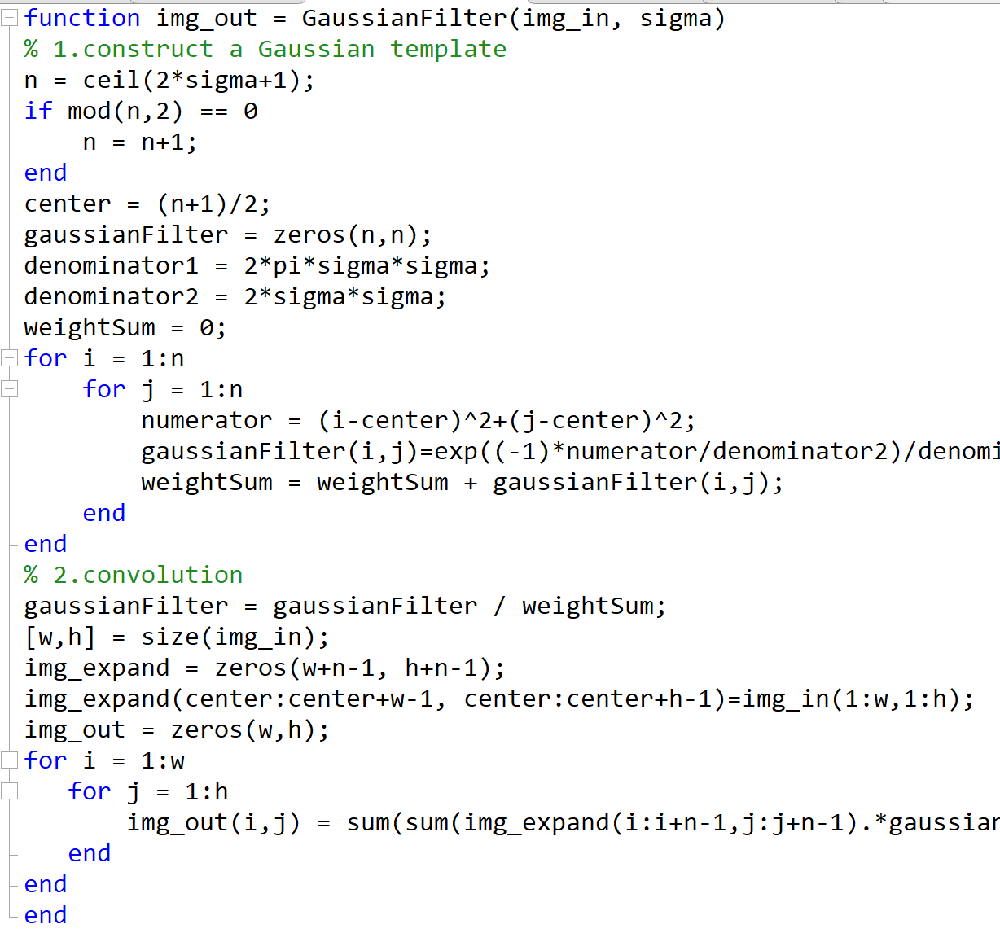 function img_out = GaussianFilter(img_in, sigma)
% 1.construct a Gaussian template
n = ceil(2*sigma+1);
if mod(n,2) == 0
    n = n+1;
end
center = (n+1)/2;
gaussianFilter = zeros(n,n);
denominator1 = 2*pi*sigma*sigma;
denominator2 = 2*sigma*sigma;
weightSum = 0;
for i = 1:n
    for j = 1:n
        numerator = (i-center)^2+(j-center)^2;
        gaussianFilter(i,j)=exp((-1)*numerator/denominator2)/denomi
        weightSum = weightSum + gaussianFilter(i,j);
    end
end
% 2.convolution
gaussianFilter = gaussianFilter / weightSum;
[w,h] = size(img_in);
img_expand = zeros(w+n-1, h+n-1);
img_expand(center:center+w-1, center:center+h-1)=img_in(1:w,1:h);
img_out = zeros(w,h);
for i = 1:w
   for j = 1:h
       img_out(i,j) = sum(sum(img_expand(i:i+n-1,j:j+n-1).*gaussian
   end
end
end